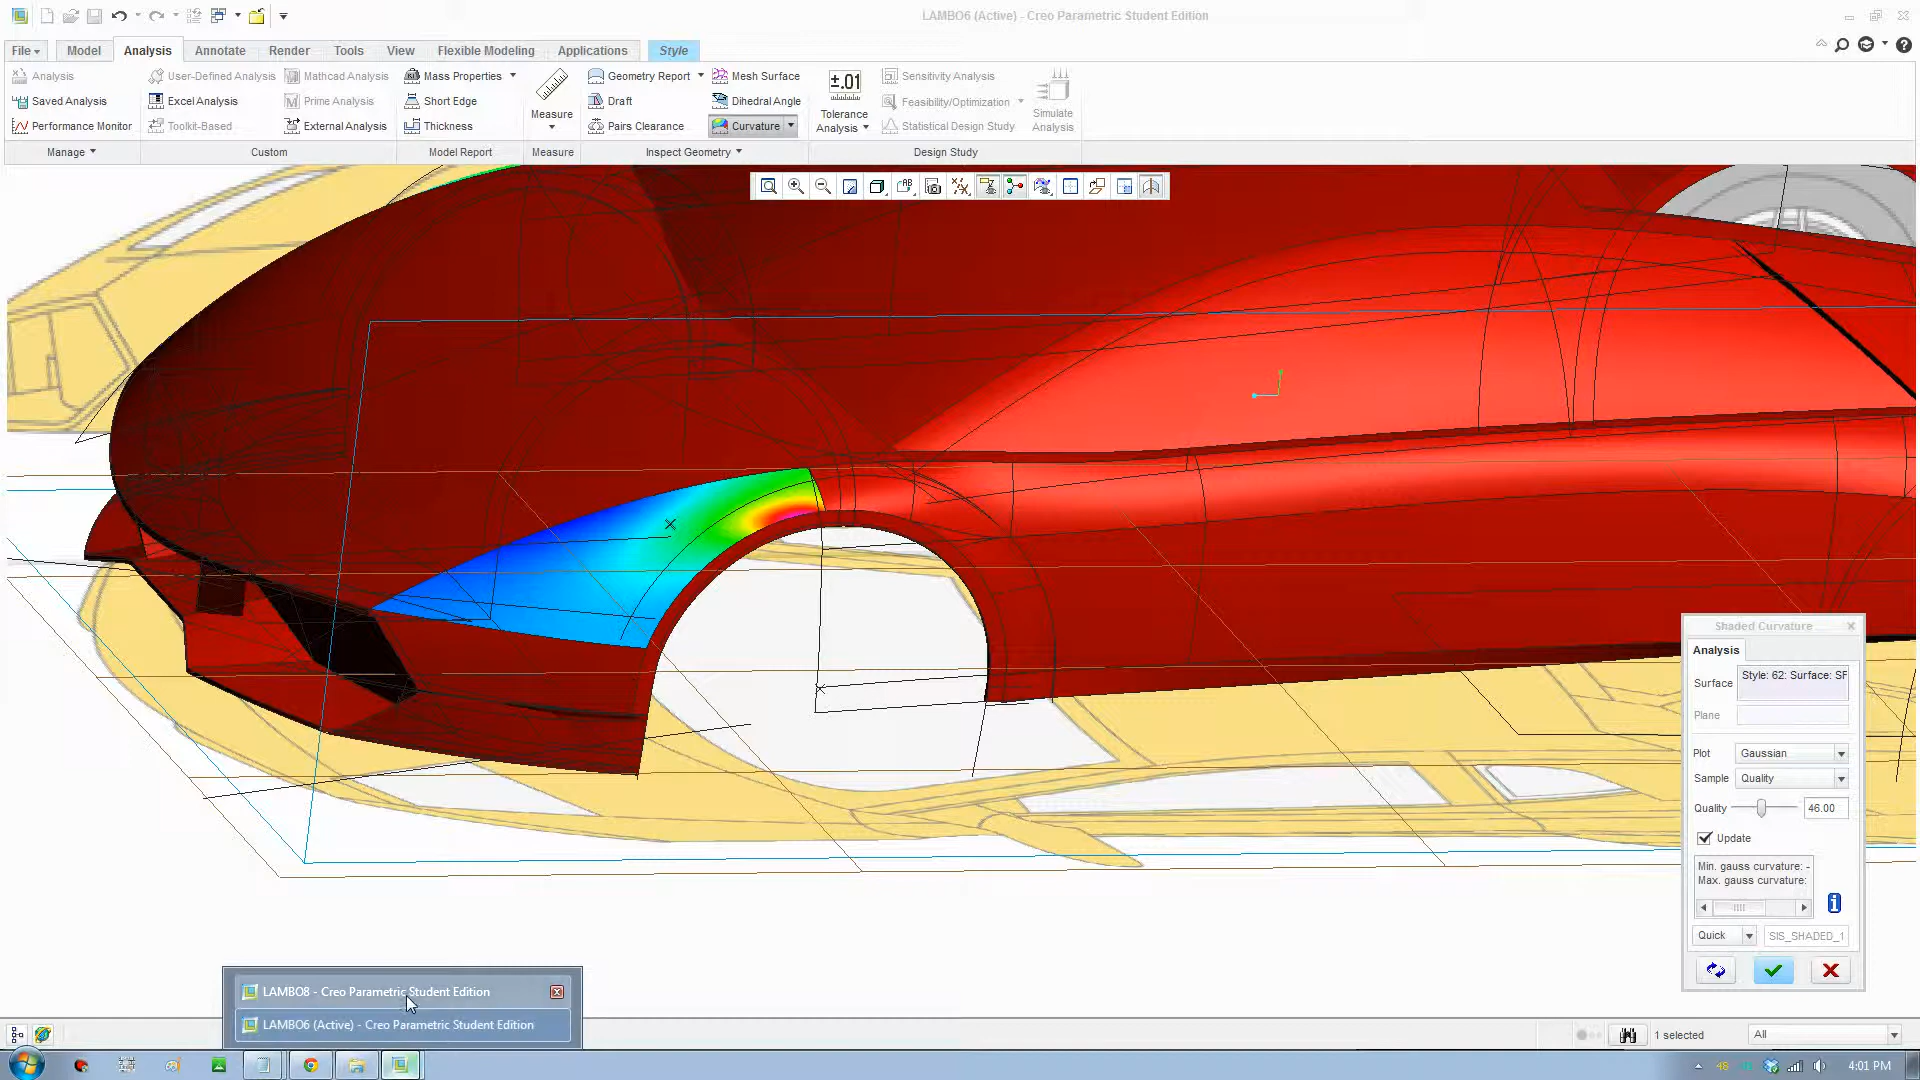 LAMBO6 (Active) - Creo Parametric Student Edition
File Model Analysis Annotate Render Tools View Flexible Modeling Applications Style
Analysis User-Defined Analysis Mathcad Analysis Mass Properties Geometry Report Mesh Surface Sensitivity Analysis
Saved Analysis Excel Analysis Prime Analysis Short Edge Draft Dihedral Angle Feasibility/Optimization
Performance Monitor Toolkit-Based External Analysis Thickness Pairs Clearance Curvature Statistical Design Study
Measure
±.01
Tolerance Analysis
Simulate Analysis
Manage Custom Model Report Measure Inspect Geometry Design Study
Shaded Curvature
Analysis
Surface Style: 62: Surface: SF
Plane
Plot Gaussian
Sample Quality
Quality 46.00
Update
Min. gauss curvature: -
Max. gauss curvature:
Quick SIS_SHADED_1
LAMBO8 - Creo Parametric Student Edition
LAMBO6 (Active) - Creo Parametric Student Edition
1 selected All
48
4:01 PM